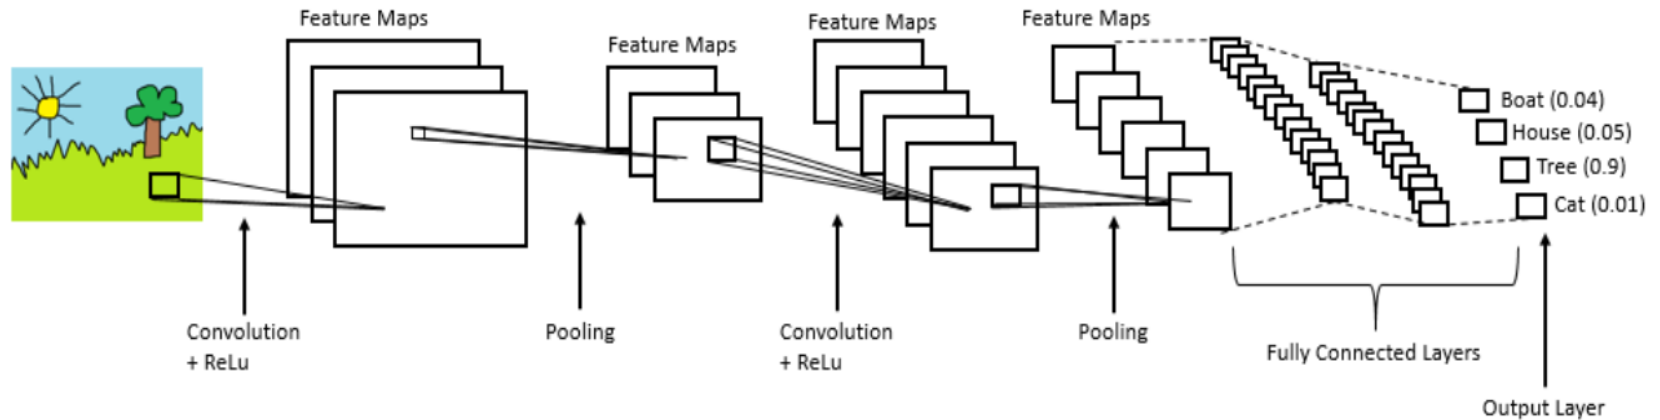 Feature Maps
Feature Maps
Feature Maps
Feature Maps
Boat (0.04)
House (0.05)
Tree (0.9)
Cat (0.01)
Convolution
+ ReLu
Pooling
Convolution
+ ReLu
Pooling
Fully Connected Layers
Output Layer